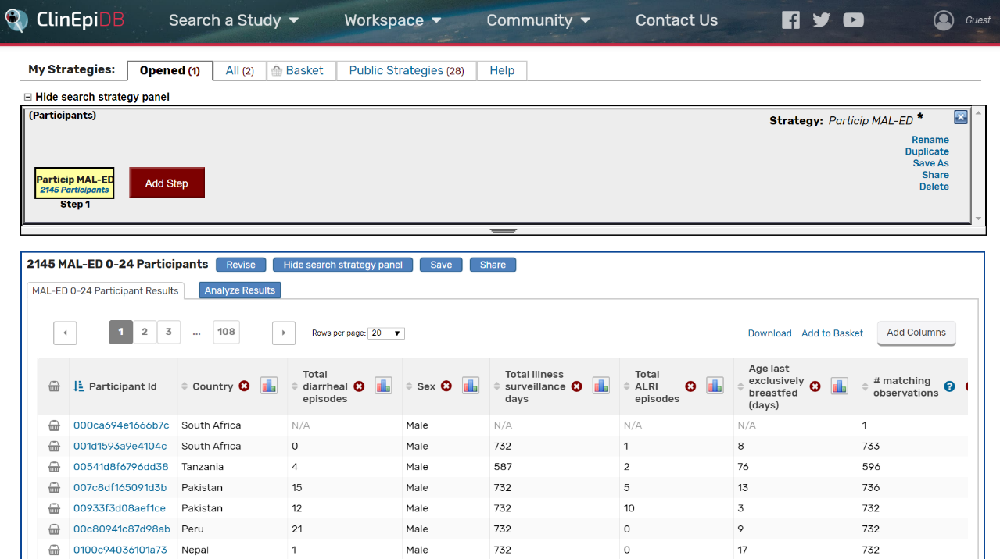 ClinEpiDB Search a Study Workspace Community Contact Us Guest
My Strategies: Opened (1) All (2) Basket Public Strategies (28) Help
Hide search strategy panel
(Participants)
Strategy: Particip MAL-ED *
Rename
Duplicate
Save As
Share
Delete
Particip MAL-ED
2145 Participants
Add Step
Step 1
2145 MAL-ED 0-24 Participants Revise Hide search strategy panel Save Share
MAL-ED 0-24 Participant Results Analyze Results
1 2 3 ... 108 Rows per page: 20 Download Add to Basket Add Columns
Participant Id
Country
Total
diarrheal
episodes
Sex
Total illness
surveillance
days
Total
ALRI
episodes
Age last
exclusively
breastfed
(days)
# matching
observations ?
000ca694e1666b7c South Africa N/A Male N/A N/A N/A 1
001d1593a9e4104c South Africa 0 Male 732 1 8 733
00541d8f6796dd38 Tanzania 4 Male 587 2 76 596
007c8df165091d3b Pakistan 15 Male 732 5 13 736
00933f3d08aef1ce Pakistan 12 Male 732 10 3 732
00c80941c87d98ab Peru 21 Male 732 0 9 732
0100c94036101a73 Nepal 1 Male 732 0 17 732